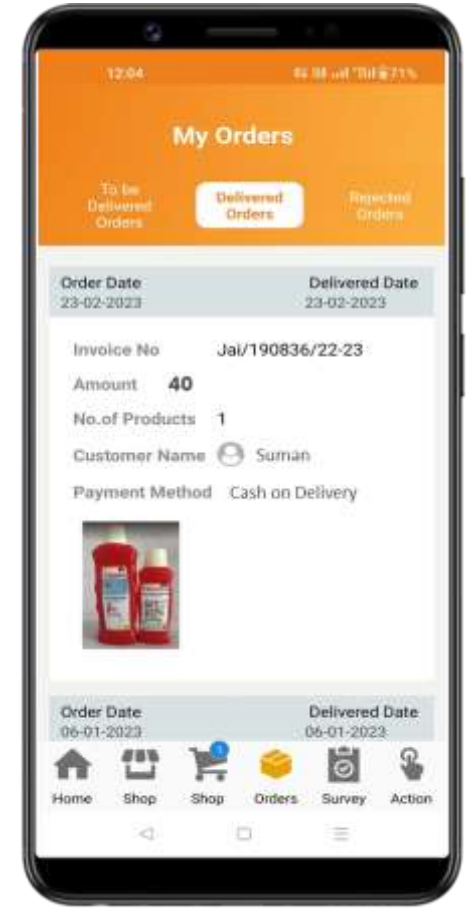 12:04
71%
My Orders
To be
Delivered
Orders
Delivered
Orders
Rejected
Orders
Order Date
Delivered Date
23-02-2023
23-02-2023
Invoice No Jai/190836/22-23
Amount 40
No.of Products 1
Customer Name Suman
Payment Method Cash on Delivery
Order Date
Delivered Date
06-01-2023
06-01-2023
1
Home Shop Shop Orders Survey Action